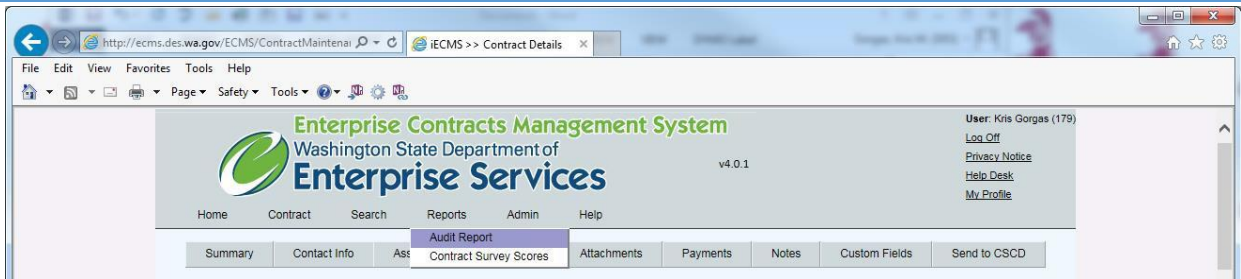 http://ecms.des.wa.gov/ECMS/ContractMaintenar
iECMS >> Contract Details
File Edit View Favorites Tools Help
Page Safety Tools
Enterprise Contracts Management System
Washington State Department of
Enterprise Services
v4.0.1
User: Kris Gorgas (179)
Log Off
Privacy Notice
Help Desk
My Profile
Home Contract Search Reports Admin Help
Audit Report
Contract Survey Scores
Summary Contact Info Ass Attachments Payments Notes Custom Fields Send to CSCD